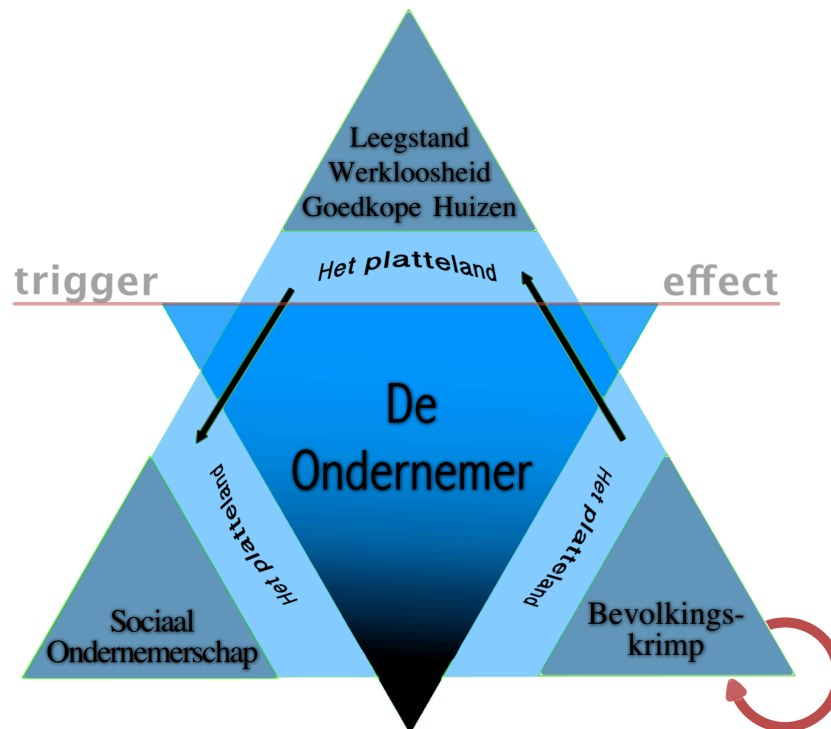 Leegstand
Werkloosheid
Goedkope Huizen
Het platteland
trigger
effect
De
Ondernemer
Het platteland
Het platteland
Sociaal
Ondernemerschap
Bevolkings-
krimp